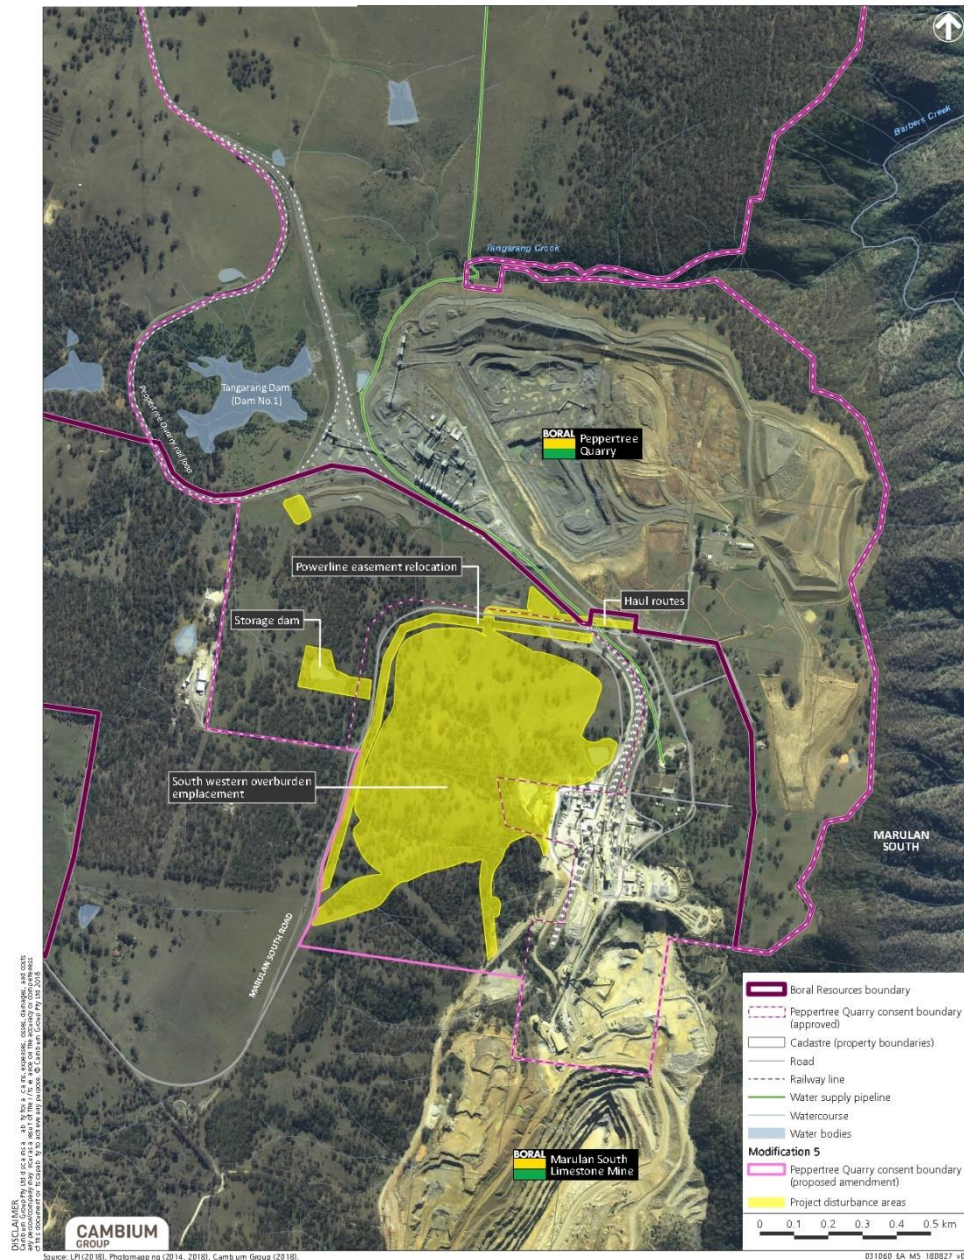 Barbers Creek
Tangarang Creek
Tangarang Dam
(Dam No.1)
Peppertree Quarry rail loop
BORAL
Peppertree
Quarry
Powerline easement relocation
Haul routes
Storage dam
South western overburden
emplacement
MARULAN
SOUTH
MARULAN SOUTH ROAD
BORAL
Marulan South
Limestone Mine
Boral Resources boundary
Peppertree Quarry consent boundary
(approved)
Cadastre (property boundaries)
Road
Railway line
Water supply pipeline
Watercourse
Water bodies
Modification 5
Peppertree Quarry consent boundary
(proposed amendment)
Project disturbance areas
0 0.1 0.2 0.3 0.4 0.5 km
DISCLAIMER
CAMBIUM
GROUP
Source: LPI (2018), Photomapping (2014, 2018), Cambium Group (2018).